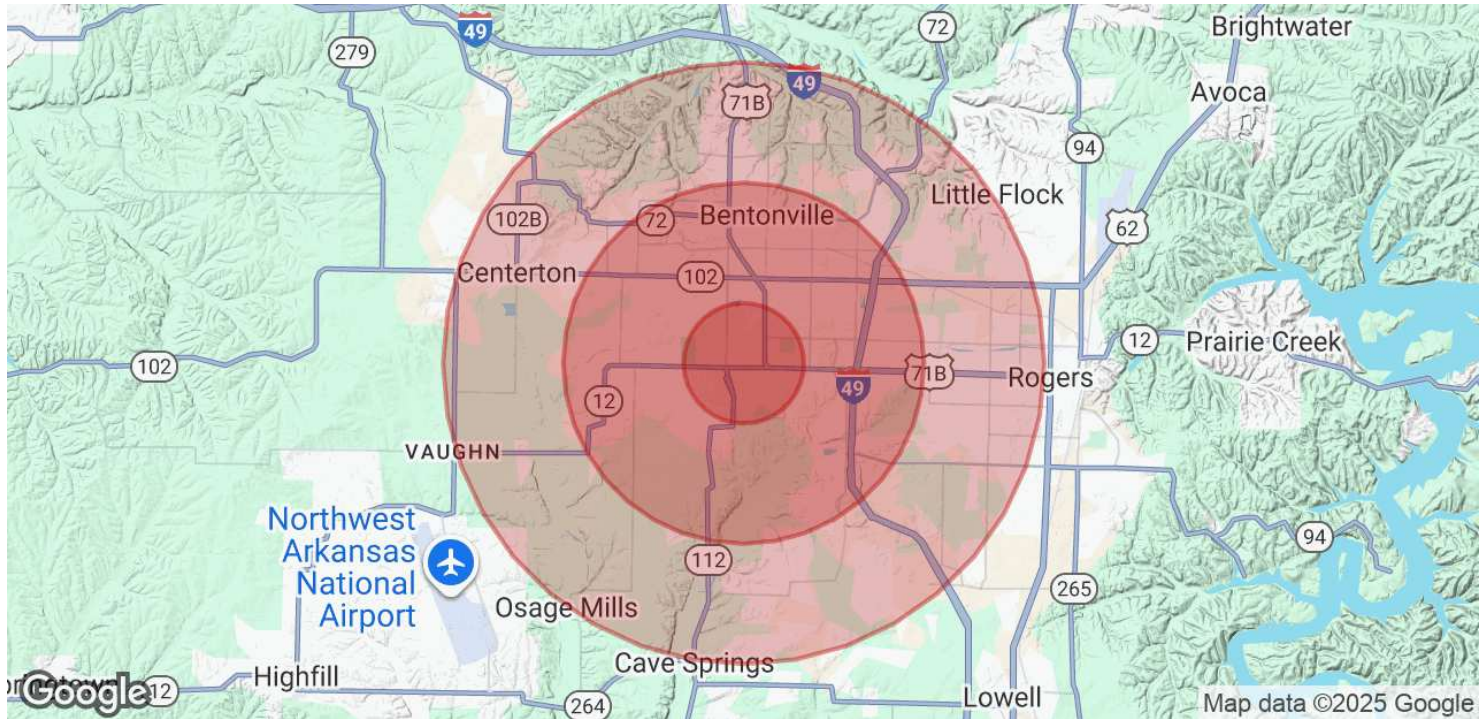 Brightwater
49
72
279
Avoca
49
71B
94
Little Flock
102B
72
Bentonville
62
Centerton
102
12
Prairie Creek
102
71B
Rogers
49
12
VAUGHN
Northwest
Arkansas
National
Airport
94
112
265
Osage Mills
Cave Springs
Highfill
12
264
Lowell
Google
Map data ©2025 Google